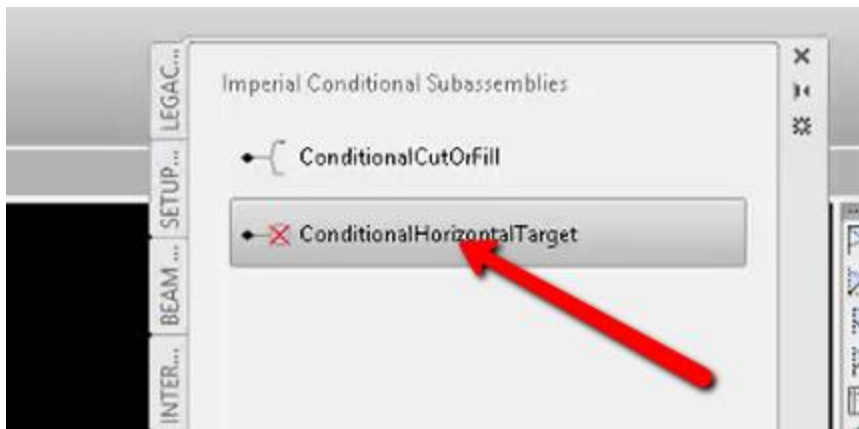 LEGAC...
SETUP...
BEAM ...
INTER...
Imperial Conditional Subassemblies
ConditionalCutOrFill
ConditionalHorizontalTarget